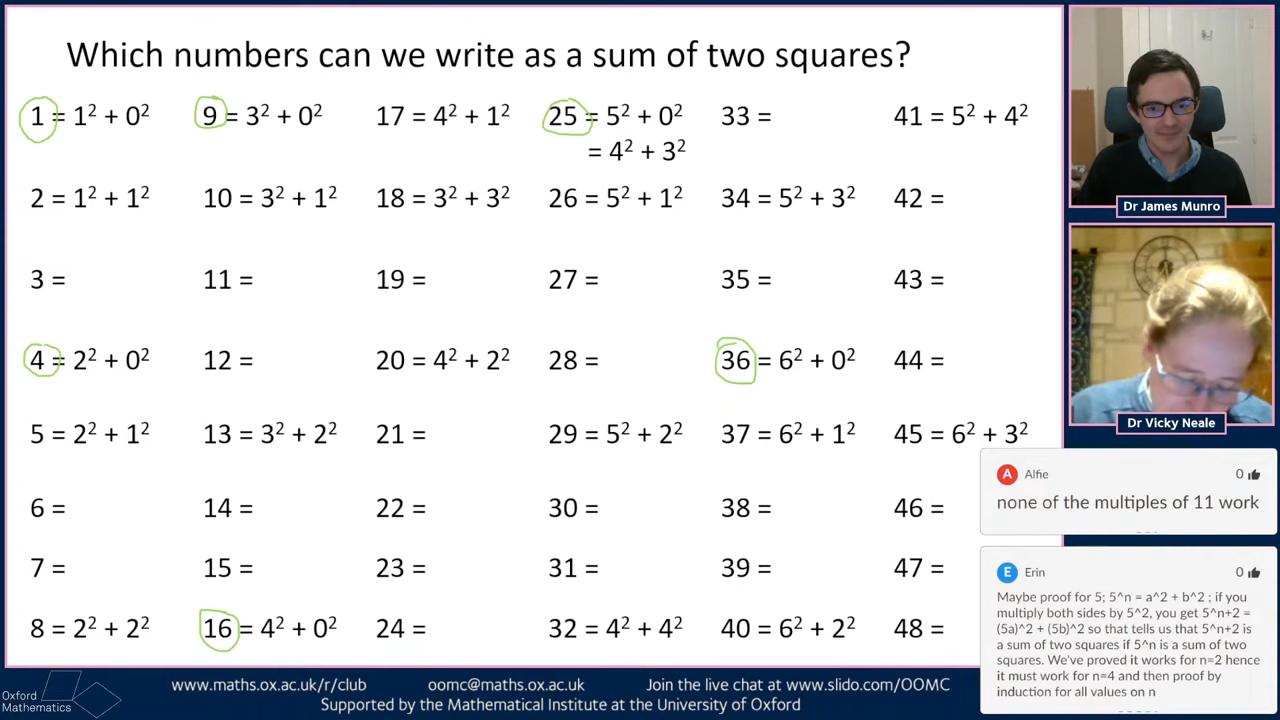 Which numbers can we write as a sum of two squares?
1 = 1² + 0²
2 = 1² + 1²
3 =
4 = 2² + 0²
5 = 2² + 1²
6 =
7 =
8 = 2² + 2²
9 = 3² + 0²
10 = 3² + 1²
11 =
12 =
13 = 3² + 2²
14 =
15 =
16 = 4² + 0²
17 = 4² + 1²
18 = 3² + 3²
19 =
20 = 4² + 2²
21 =
22 =
23 =
24 =
25 = 5² + 0²
= 4² + 3²
26 = 5² + 1²
27 =
28 =
29 = 5² + 2²
30 =
31 =
32 = 4² + 4²
33 =
34 = 5² + 3²
35 =
36 = 6² + 0²
37 = 6² + 1²
38 =
39 =
40 = 6² + 2²
41 = 5² + 4²
42 =
43 =
44 =
45 = 6² + 3²
46 =
47 =
48 =
Dr James Munro
Dr Vicky Neale
A Alfie 0
none of the multiples of 11 work
E Erin 0
Maybe proof for 5; 5^n = a^2 + b^2 ; if you
multiply both sides by 5^2, you get 5^n+2 =
(5a)^2 + (5b)^2 so that tells us that 5^n+2 is
a sum of two squares if 5^n is a sum of two
squares. We've proved it works for n=2 hence
it must work for n=4 and then proof by
induction for all values on n
Oxford
Mathematics
www.maths.ox.ac.uk/r/club oomc@maths.ox.ac.uk Join the live chat at www.slido.com/OOMC
Supported by the Mathematical Institute at the University of Oxford